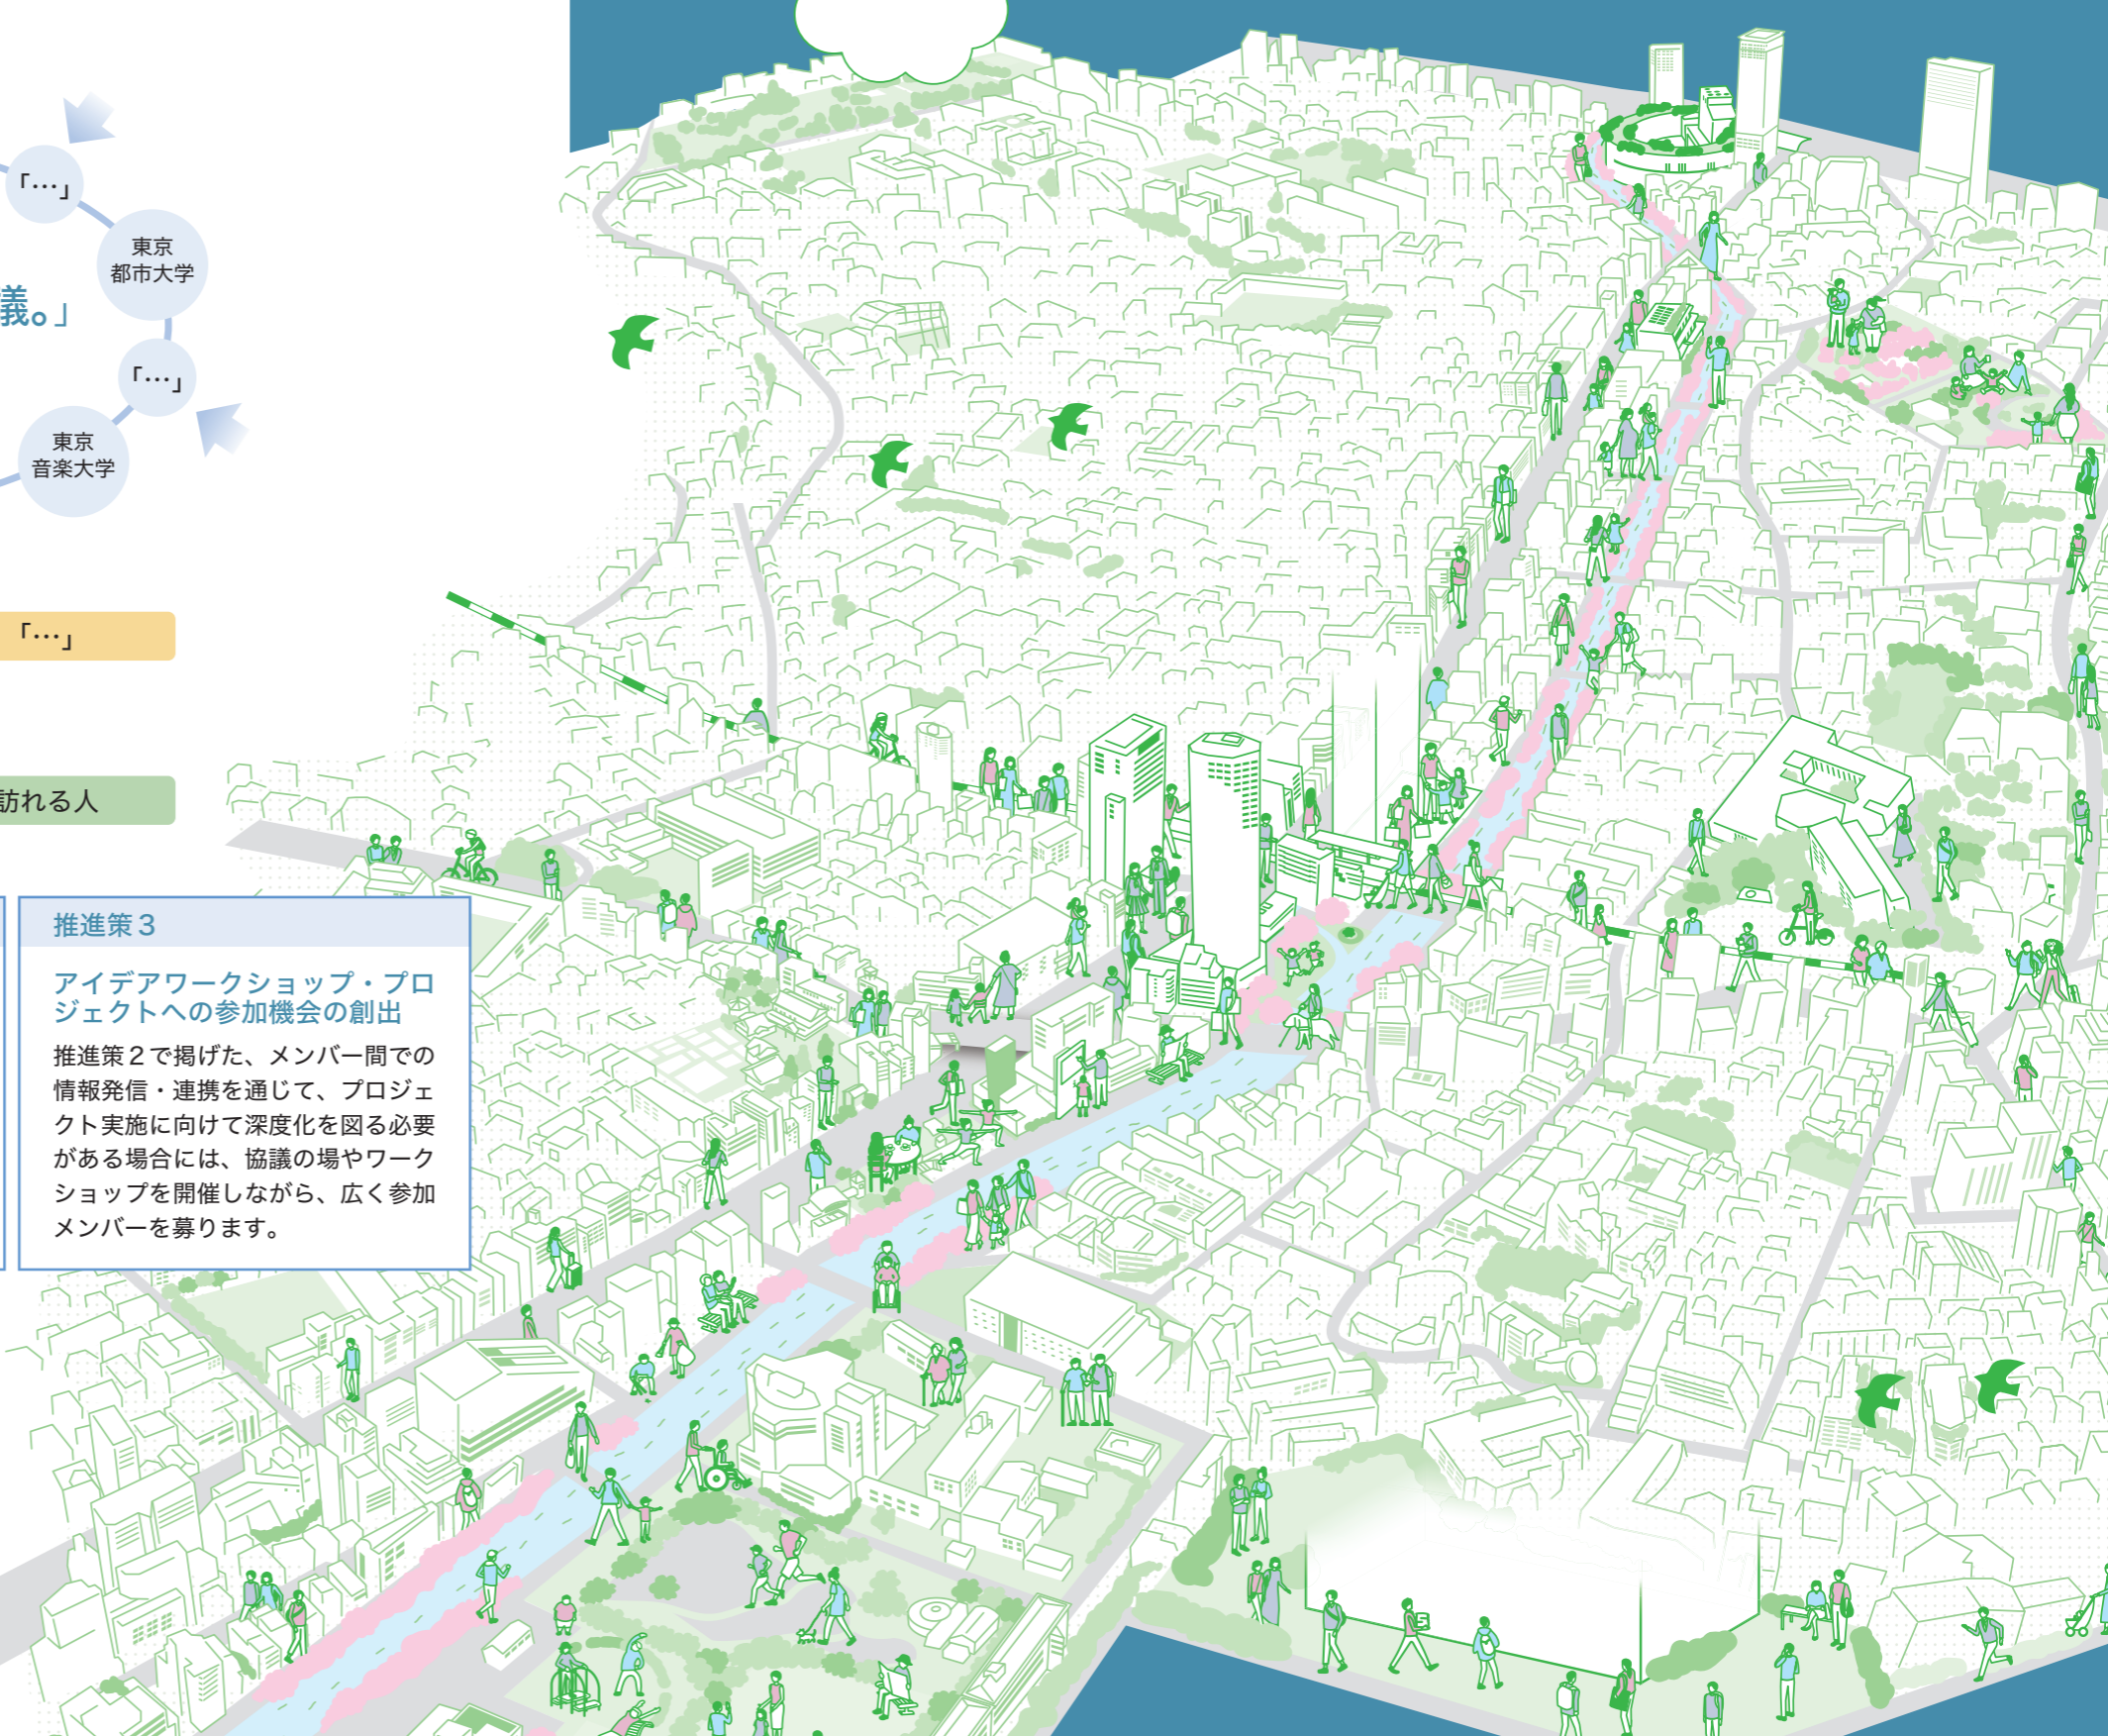 「…」
東京
都市大学
義。」
「…」
東京
音楽大学
「…」
訪れる人
推進策3
アイデアワークショップ・プロ
ジェクトへの参加機会の創出
推進策2で掲げた、メンバー間での
情報発信・連携を通じて、プロジェ
クト実施に向けて深度化を図る必要
がある場合には、協議の場やワーク
ショップを開催しながら、広く参加
メンバーを募ります。